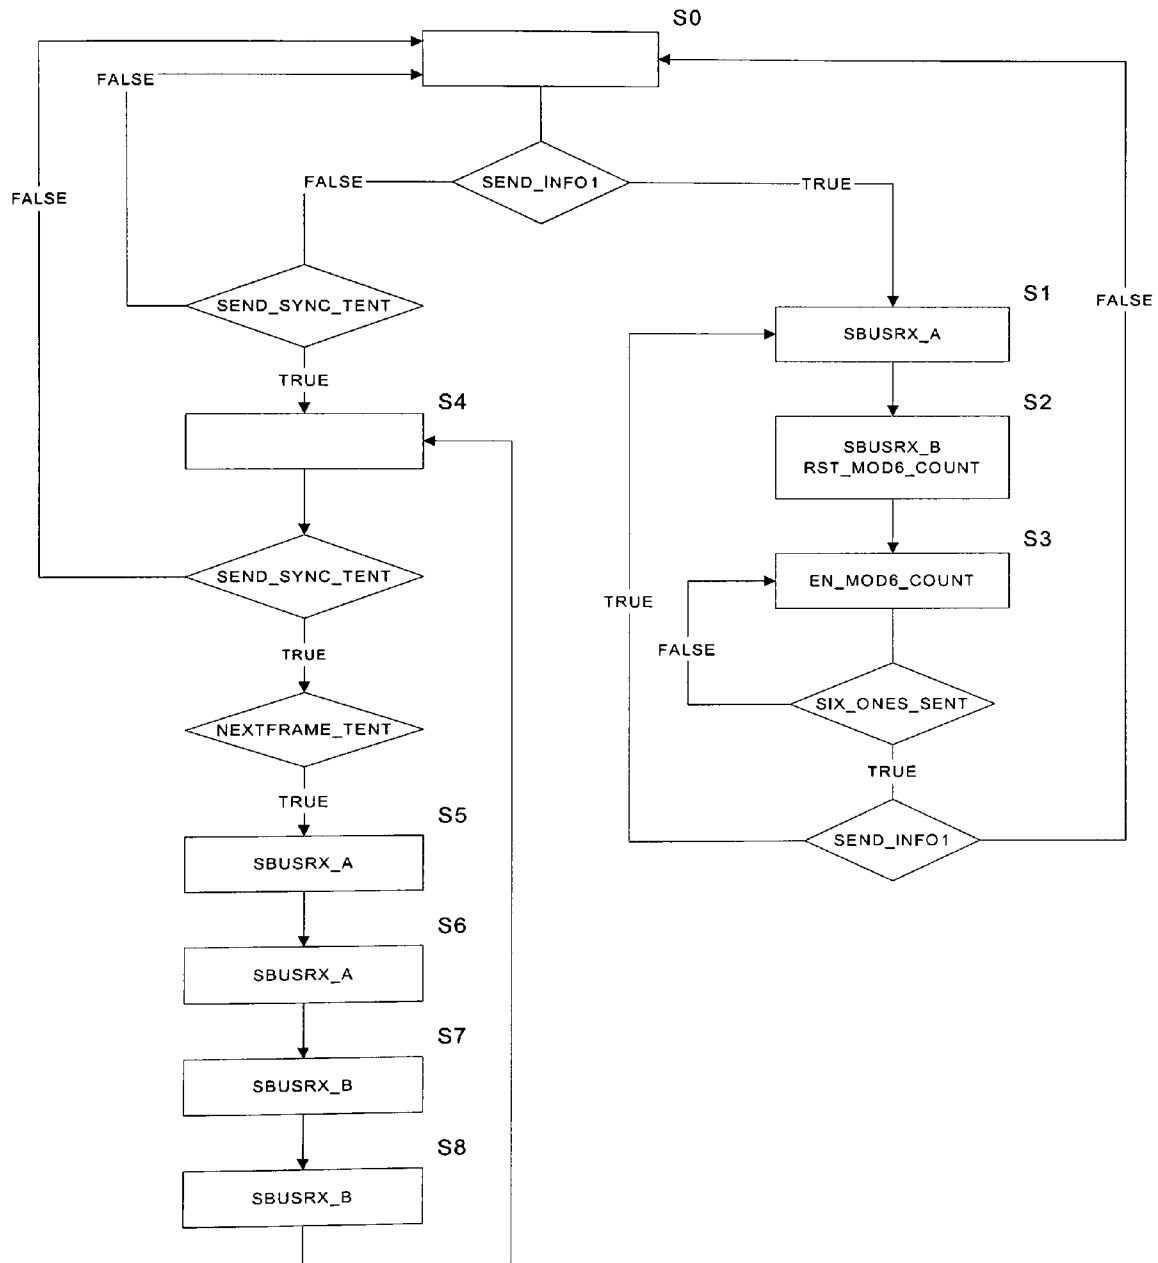 S0
FALSE
SEND_INFO1
FALSE
TRUE
FALSE
SEND_SYNC_TENT
S1
FALSE
SBUSRX_A
TRUE
S4
S2
SBUSRX_B
RST_MOD6_COUNT
S3
SEND_SYNC_TENT
EN_MOD6_COUNT
TRUE
FALSE
TRUE
NEXTFRAME_TENT
SIX_ONES_SENT
TRUE
TRUE
S5
SEND_INFO1
SBUSRX_A
S6
SBUSRX_A
S7
SBUSRX_B
S8
SBUSRX_B